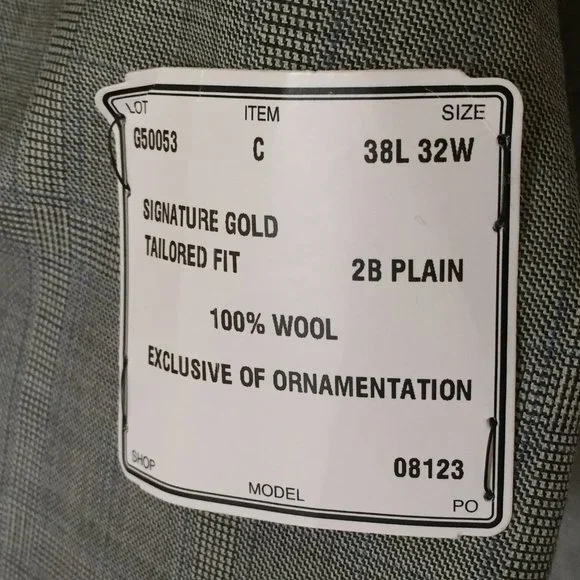 LOT ITEM SIZE
G50053 C 38L 32W
SIGNATURE GOLD
TAILORED FIT 2B PLAIN
100% WOOL
EXCLUSIVE OF ORNAMENTATION
08123
SHOP MODEL PO